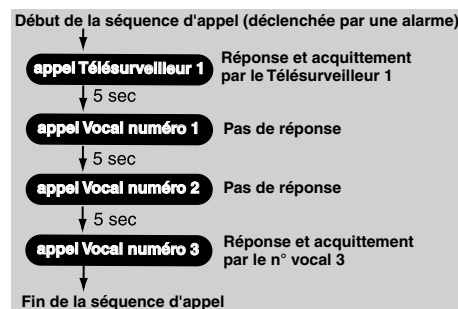 Début de la séquence d'appel (déclenchée par une alarme)
appel Télésurveilleur 1
Réponse et acquittement
par le Télésurveilleur 1
5 sec
appel Vocal numéro 1
Pas de réponse
5 sec
appel Vocal numéro 2
Pas de réponse
5 sec
appel Vocal numéro 3
Réponse et acquittement
par le n° vocal 3
Fin de la séquence d'appel